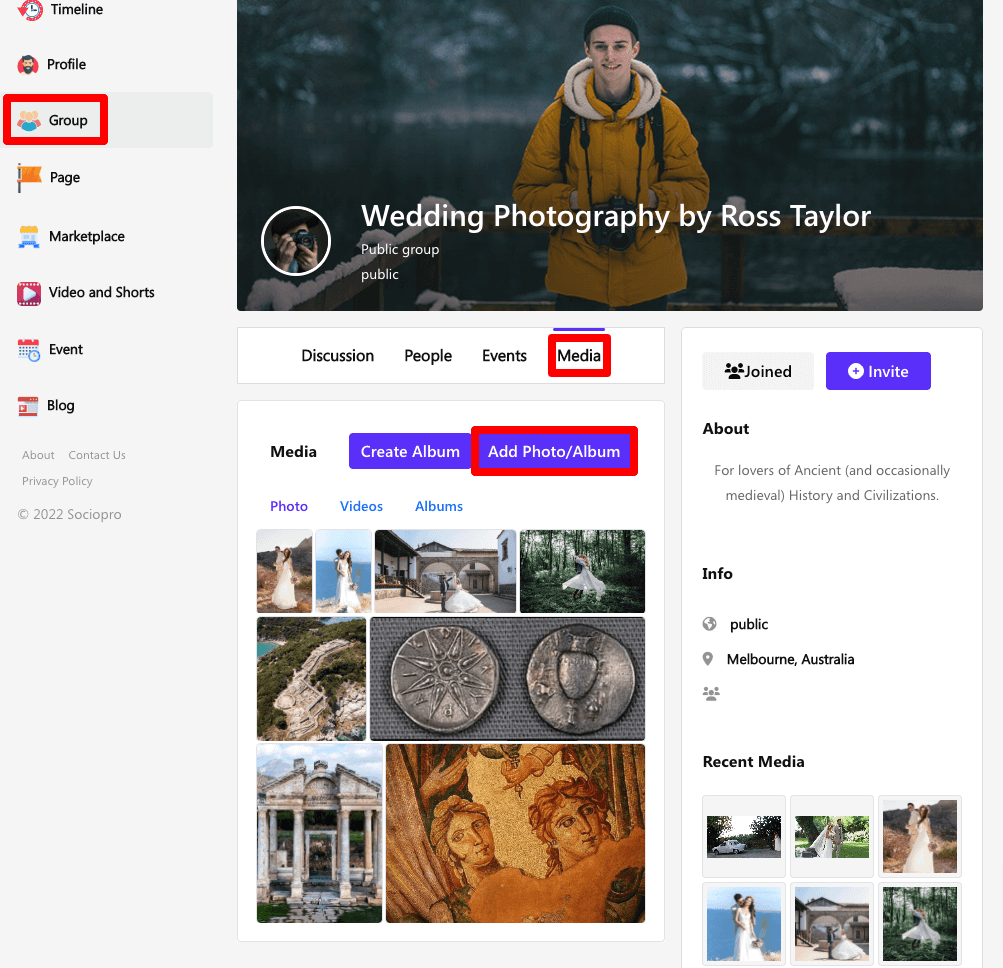 Timeline
Profile
Group
Page
Marketplace
Video and Shorts
Event
Blog
About Contact Us
Privacy Policy
© 2022 Sociopro
Wedding Photography by Ross Taylor
Public group
public
Discussion People Events Media
Media Create Album Add Photo/Album
Photo Videos Albums
Joined Invite
About
For lovers of Ancient (and occasionally
medieval) History and Civilizations.
Info
public
Melbourne, Australia
Recent Media